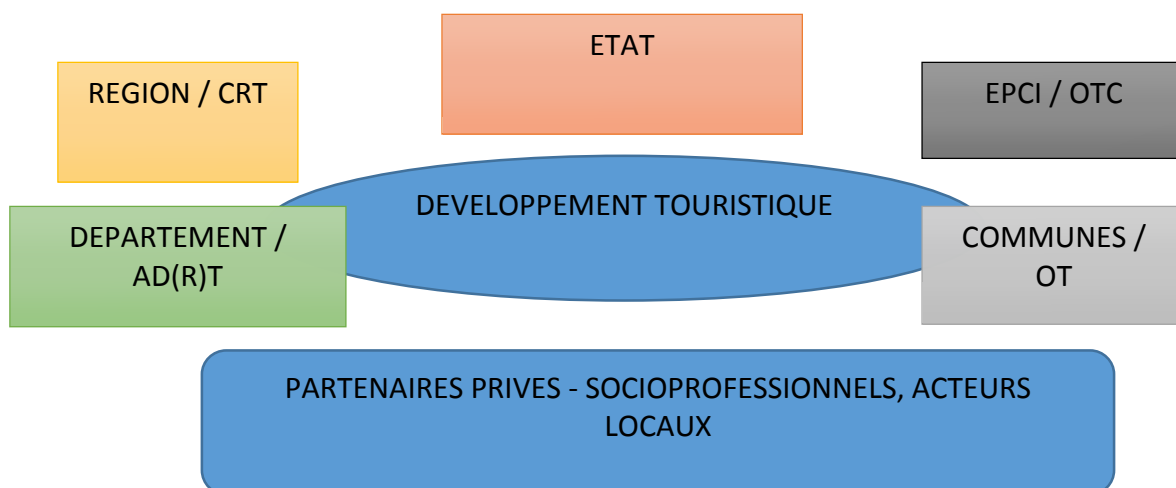 ETAT
REGION / CRT
EPCI / OTC
DEVELOPPEMENT TOURISTIQUE
DEPARTEMENT /
AD(R)T
COMMUNES /
OT
PARTENAIRES PRIVES - SOCIOPROFESSIONNELS, ACTEURS
LOCAUX